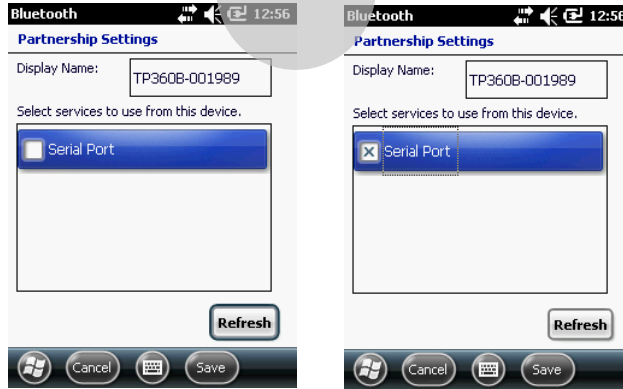 Bluetooth 12:56
Partnership Settings
Display Name:
TP360B-001989
Select services to use from this device.
Serial Port
Refresh
Cancel Save
Bluetooth 12:56
Partnership Settings
Display Name:
TP360B-001989
Select services to use from this device.
Serial Port
Refresh
Cancel Save